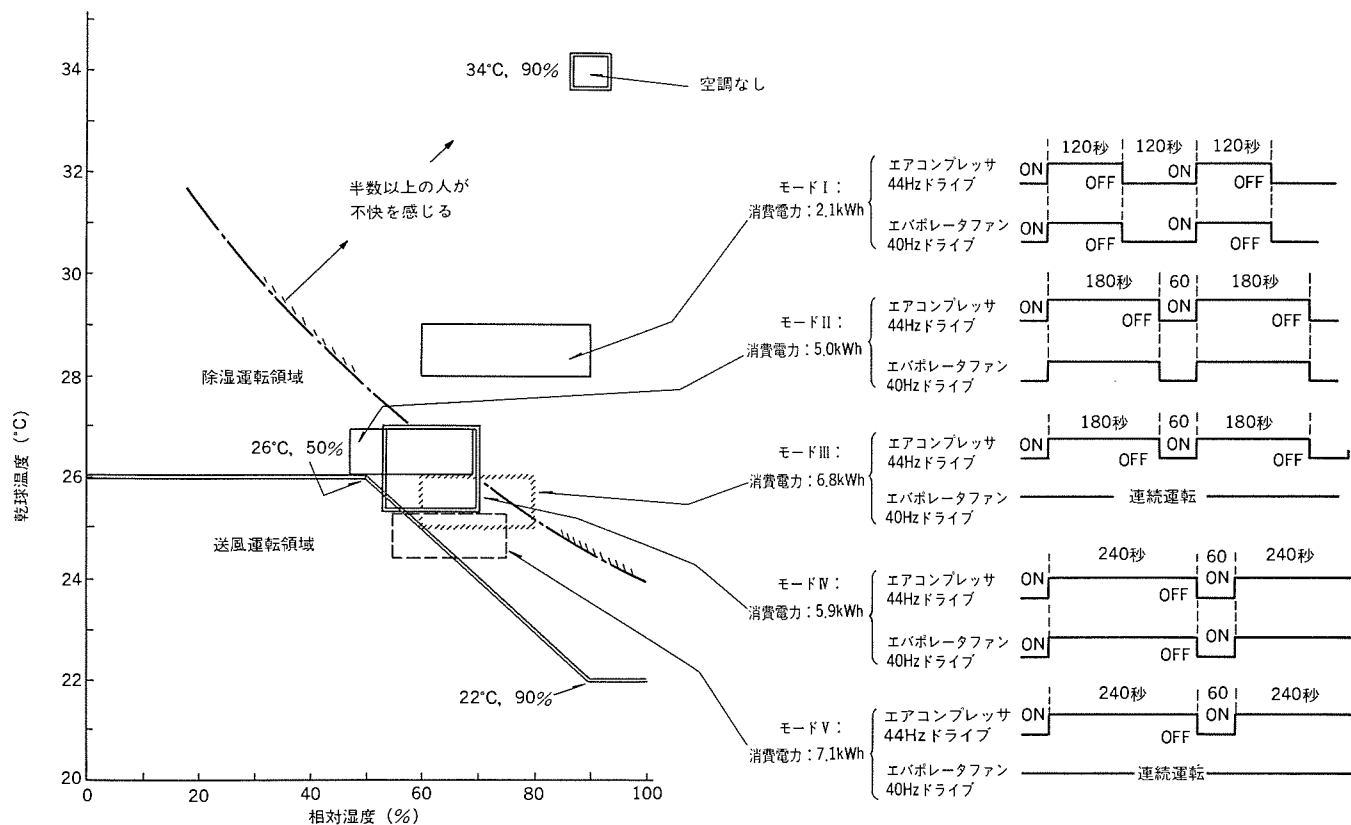 34
32
30
28
26
24
22
20
乾球温度 (°C)
0
20
40
60
80
100
相対湿度 (%)
34°C, 90%
空調なし
半数以上の人が
不快を感じる
除湿運転領域
26°C, 50%
送風運転領域
22°C, 90%
モードⅠ:
消費電力:2.1kWh
エアコンプレッサ
44Hzドライブ
ON
120秒
120秒
120秒
OFF
ON
OFF
エバポレータファン
40Hzドライブ
ON
OFF
ON
OFF
モードⅡ:
消費電力:5.0kWh
エアコンプレッサ
44Hzドライブ
ON
180秒
60
180秒
OFF
ON
OFF
エバポレータファン
40Hzドライブ
モードⅢ:
消費電力:6.8kWh
エアコンプレッサ
44Hzドライブ
ON
180秒
60
180秒
OFF
ON
OFF
エバポレータファン
40Hzドライブ
連続運転
モードⅣ:
消費電力:5.9kWh
エアコンプレッサ
44Hzドライブ
ON
240秒
60
240秒
OFF
ON
エバポレータファン
40Hzドライブ
OFF
ON
モードⅤ:
消費電力:7.1kWh
エアコンプレッサ
44Hzドライブ
ON
240秒
60
240秒
OFF
ON
エバポレータファン
40Hzドライブ
連続運転